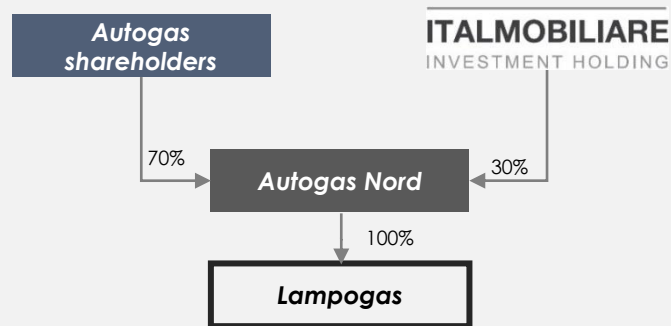 Autogas
shareholders
ITALMOBILIARE
INVESTMENT HOLDING
70%
30%
Autogas Nord
100%
Lampogas